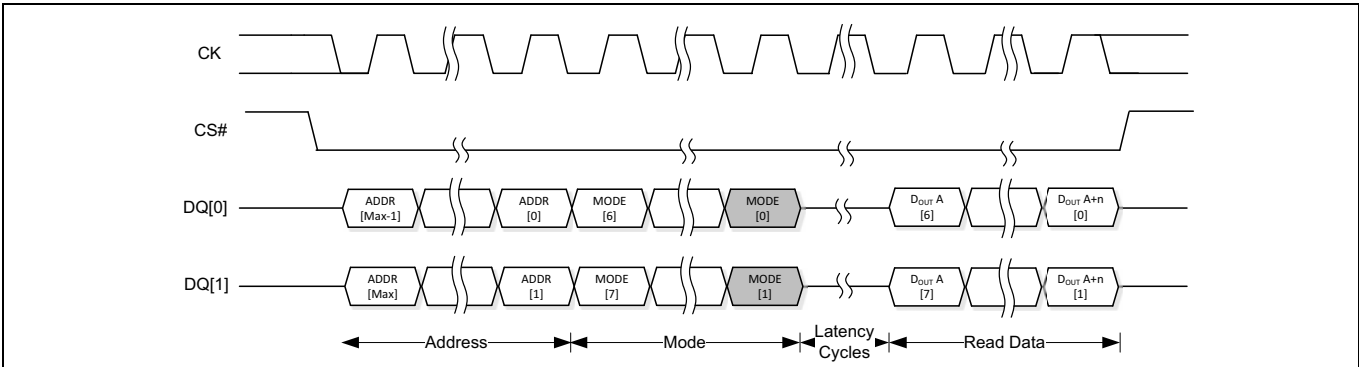 CK
CS#
DQ[0] ADDR [Max-1] ADDR [0] MODE [6] MODE [0] DOUT A [6] DOUT A+n [0]
DQ[1] ADDR [Max] ADDR [1] MODE [7] MODE [1] DOUT A [7] DOUT A+n [1]
Address Mode Latency Cycles Read Data